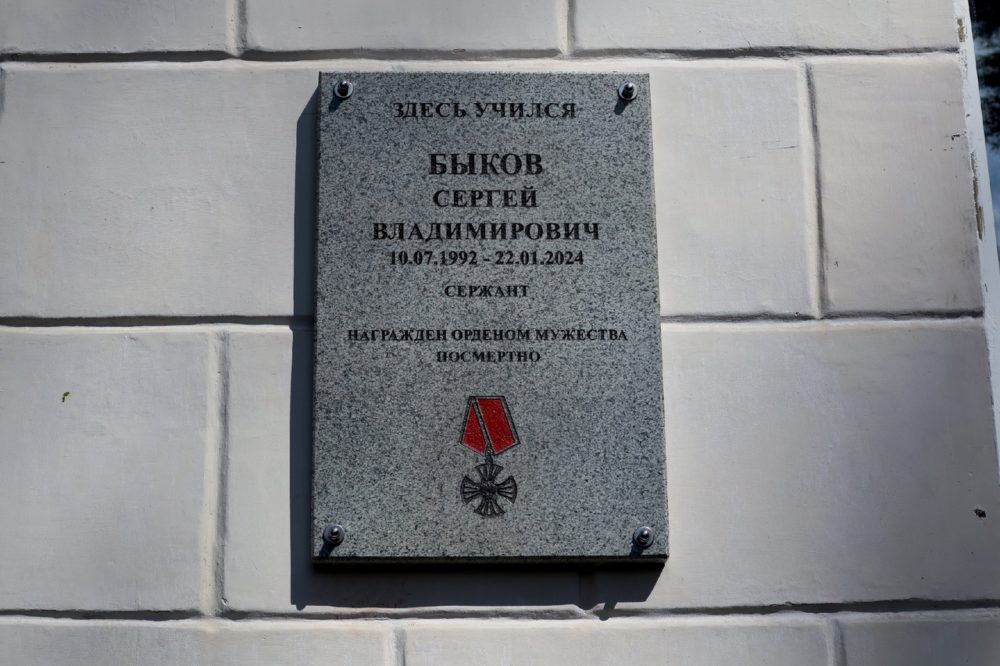 ЗДЕСЬ УЧИЛСЯ
БЫКОВ
СЕРГЕЙ
ВЛАДИМИРОВИЧ
10.07.1992 - 22.01.2024
СЕРЖАНТ
НАГРАЖДЕН ОРДЕНОМ МУЖЕСТВА
ПОСМЕРТНО